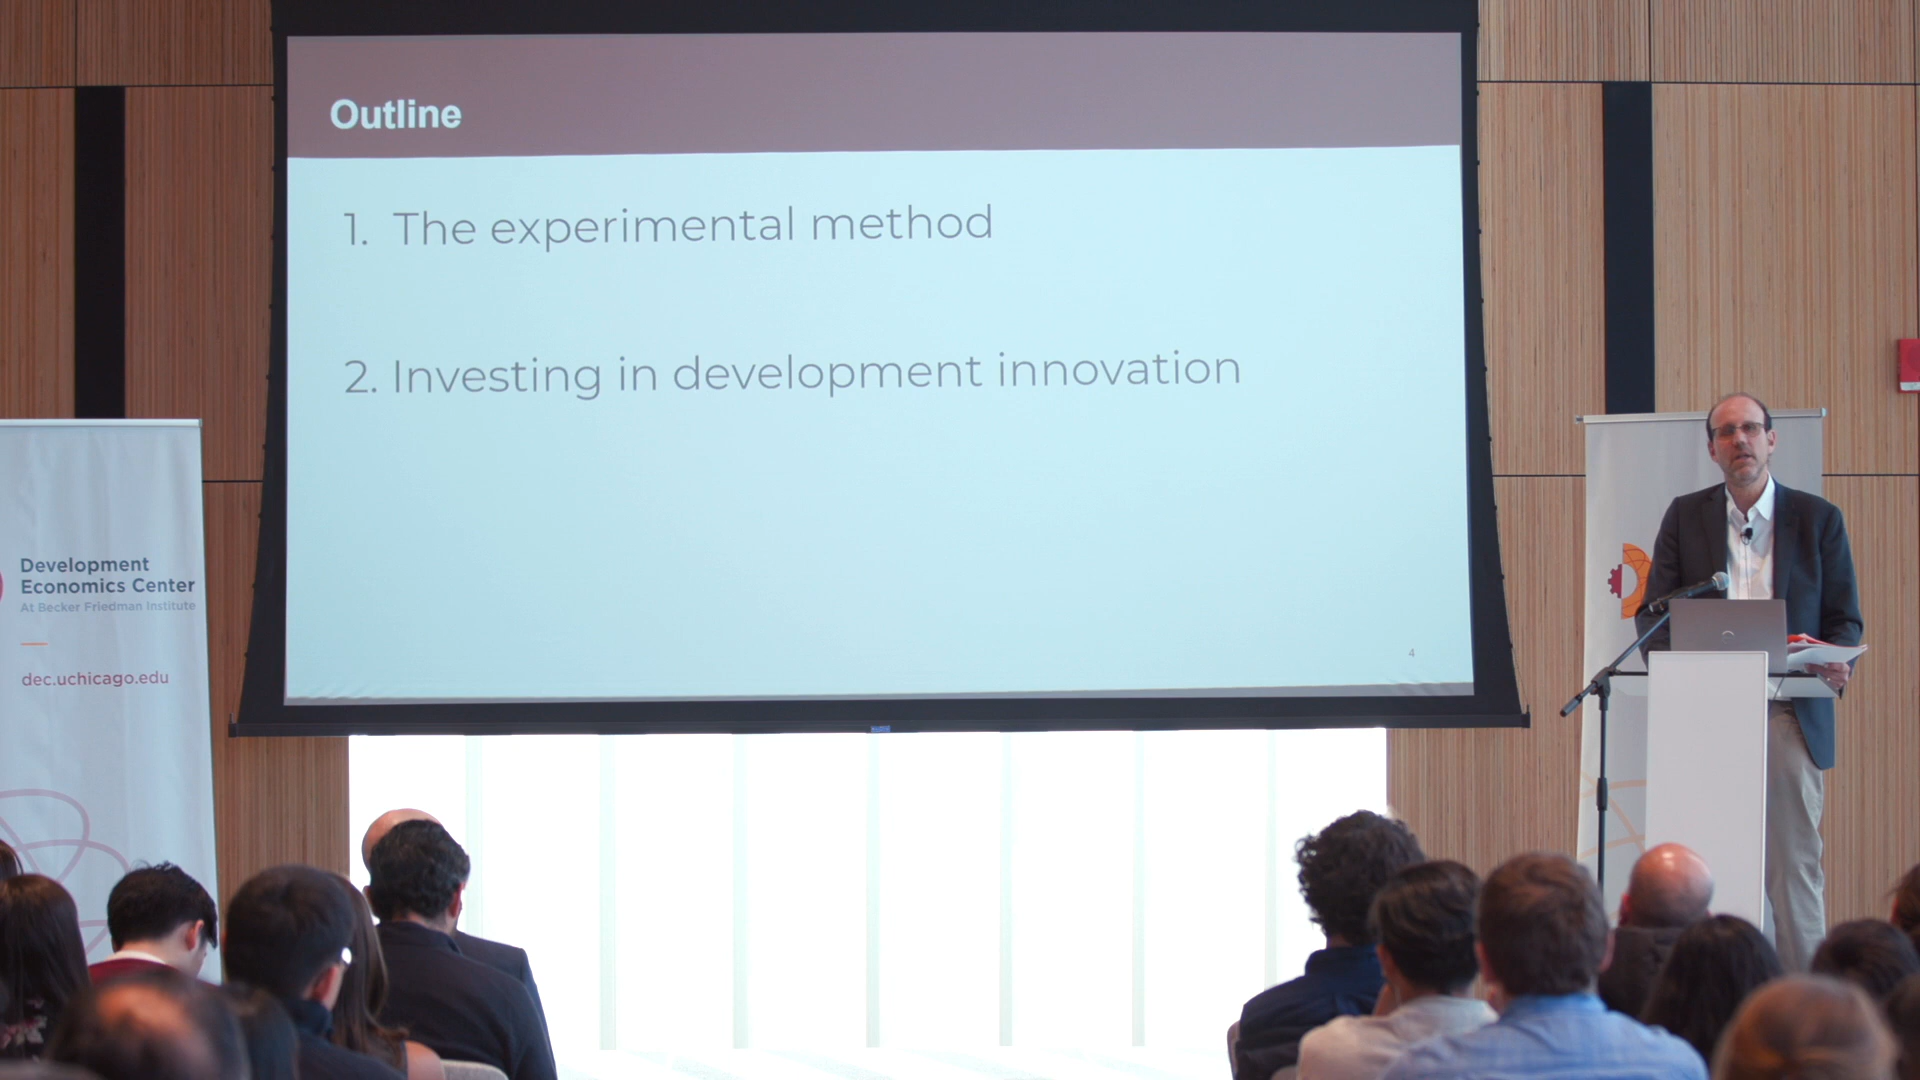 Outline
1. The experimental method
2. Investing in development innovation
4
Development
Economics Center
At Becker Friedman Institute
dec.uchicago.edu